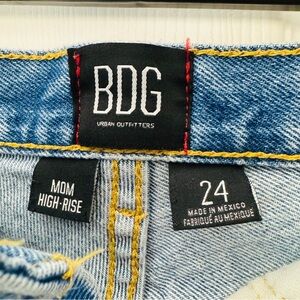 BDG
URBAN OUTFITTERS
MOM
HIGH-RISE
24
MADE IN MEXICO
FABRIQUÉ AU MEXIQUE